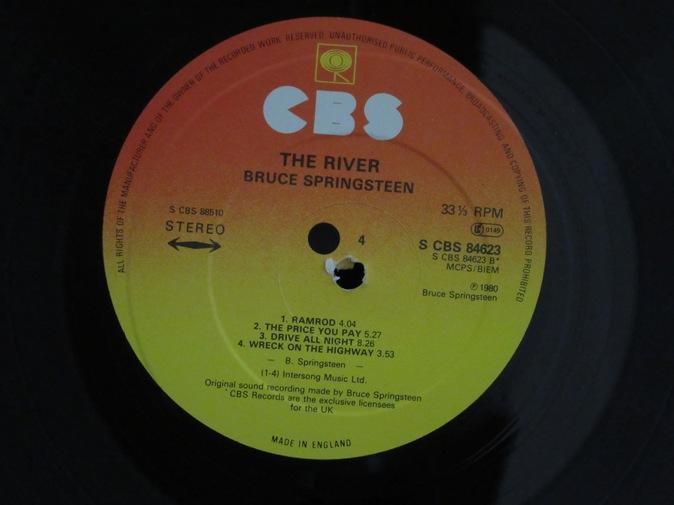 ALL RIGHTS OF THE MANUFACTURER AND OF THE OWNER OF THE RECORDED WORK RESERVED UNAUTHORISED PUBLIC PERFORMANCE, BROADCASTING AND COPYING OF THIS RECORD PROHIBITED
CBS
THE RIVER
BRUCE SPRINGSTEEN
S CBS 88510
STEREO
33⅓ RPM
LC 0149
4
S CBS 84623
S CBS 84623 B*
MCPS/BIEM
℗ 1980
Bruce Springsteen
1. RAMROD 4.04
2. THE PRICE YOU PAY 5.27
3. DRIVE ALL NIGHT 8.26
4. WRECK ON THE HIGHWAY 3.53
— B. Springsteen —
(1-4) Intersong Music Ltd.
Original sound recording made by Bruce Springsteen
*CBS Records are the exclusive licensees
for the UK
MADE IN ENGLAND